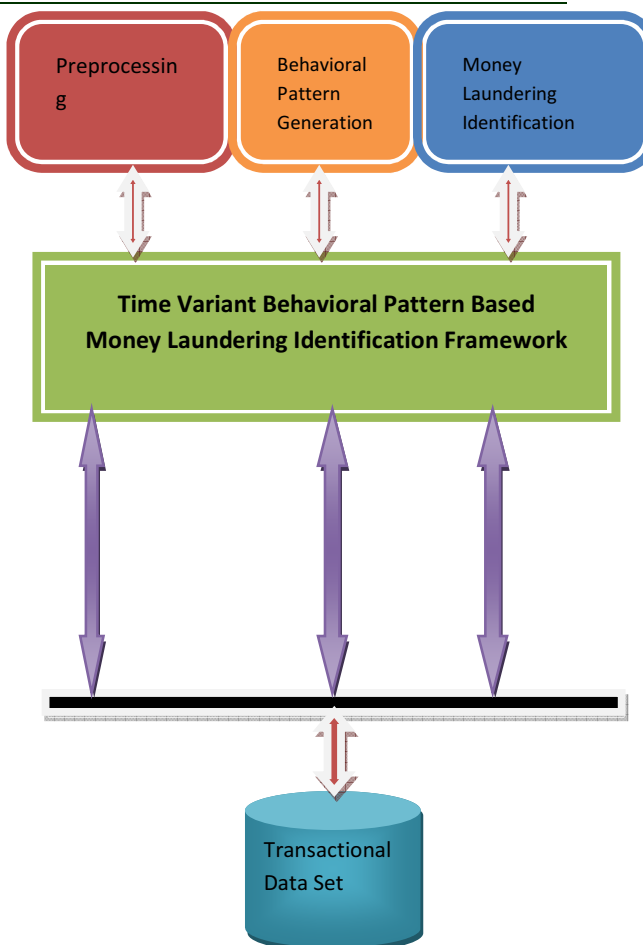 Preprocessin
g
Behavioral
Pattern
Generation
Money
Laundering
Identification
Time Variant Behavioral Pattern Based
Money Laundering Identification Framework
Transactional
Data Set